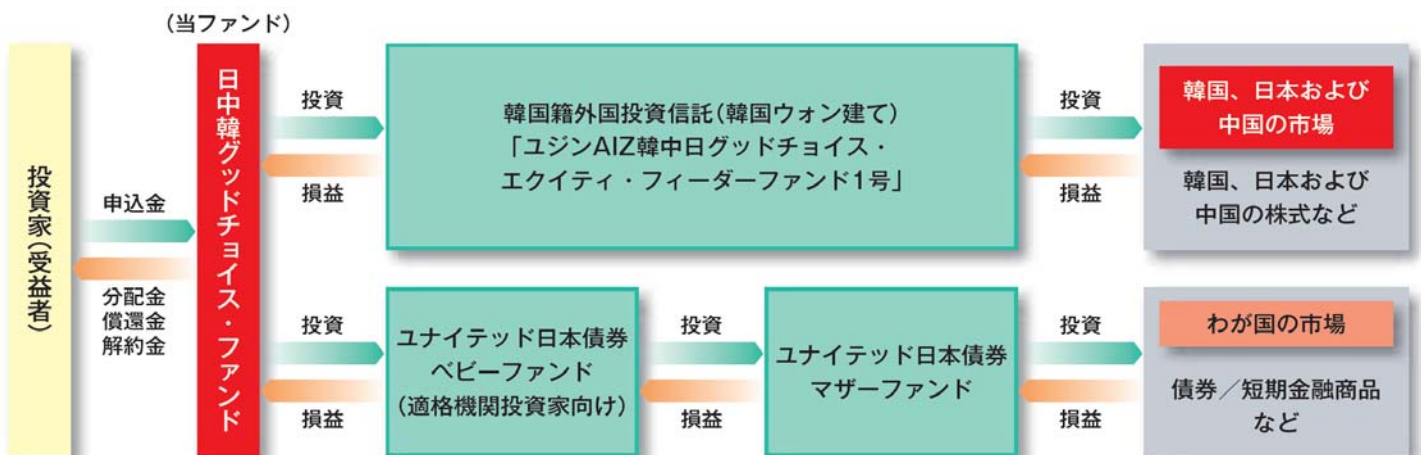 (当ファンド)
投資家(受益者)
申込金
分配金
償還金
解約金
日中韓グッドチョイス・ファンド
投資
損益
韓国籍外国投資信託(韓国ウォン建て)
「ユジンAIZ韓中日グッドチョイス・
エクイティ・フィーダーファンド1号」
投資
損益
韓国、日本および
中国の市場
韓国、日本および
中国の株式など
投資
損益
ユナイテッド日本債券
ベビーファンド
(適格機関投資家向け)
投資
損益
ユナイテッド日本債券
マザーファンド
投資
損益
わが国の市場
債券/短期金融商品
など